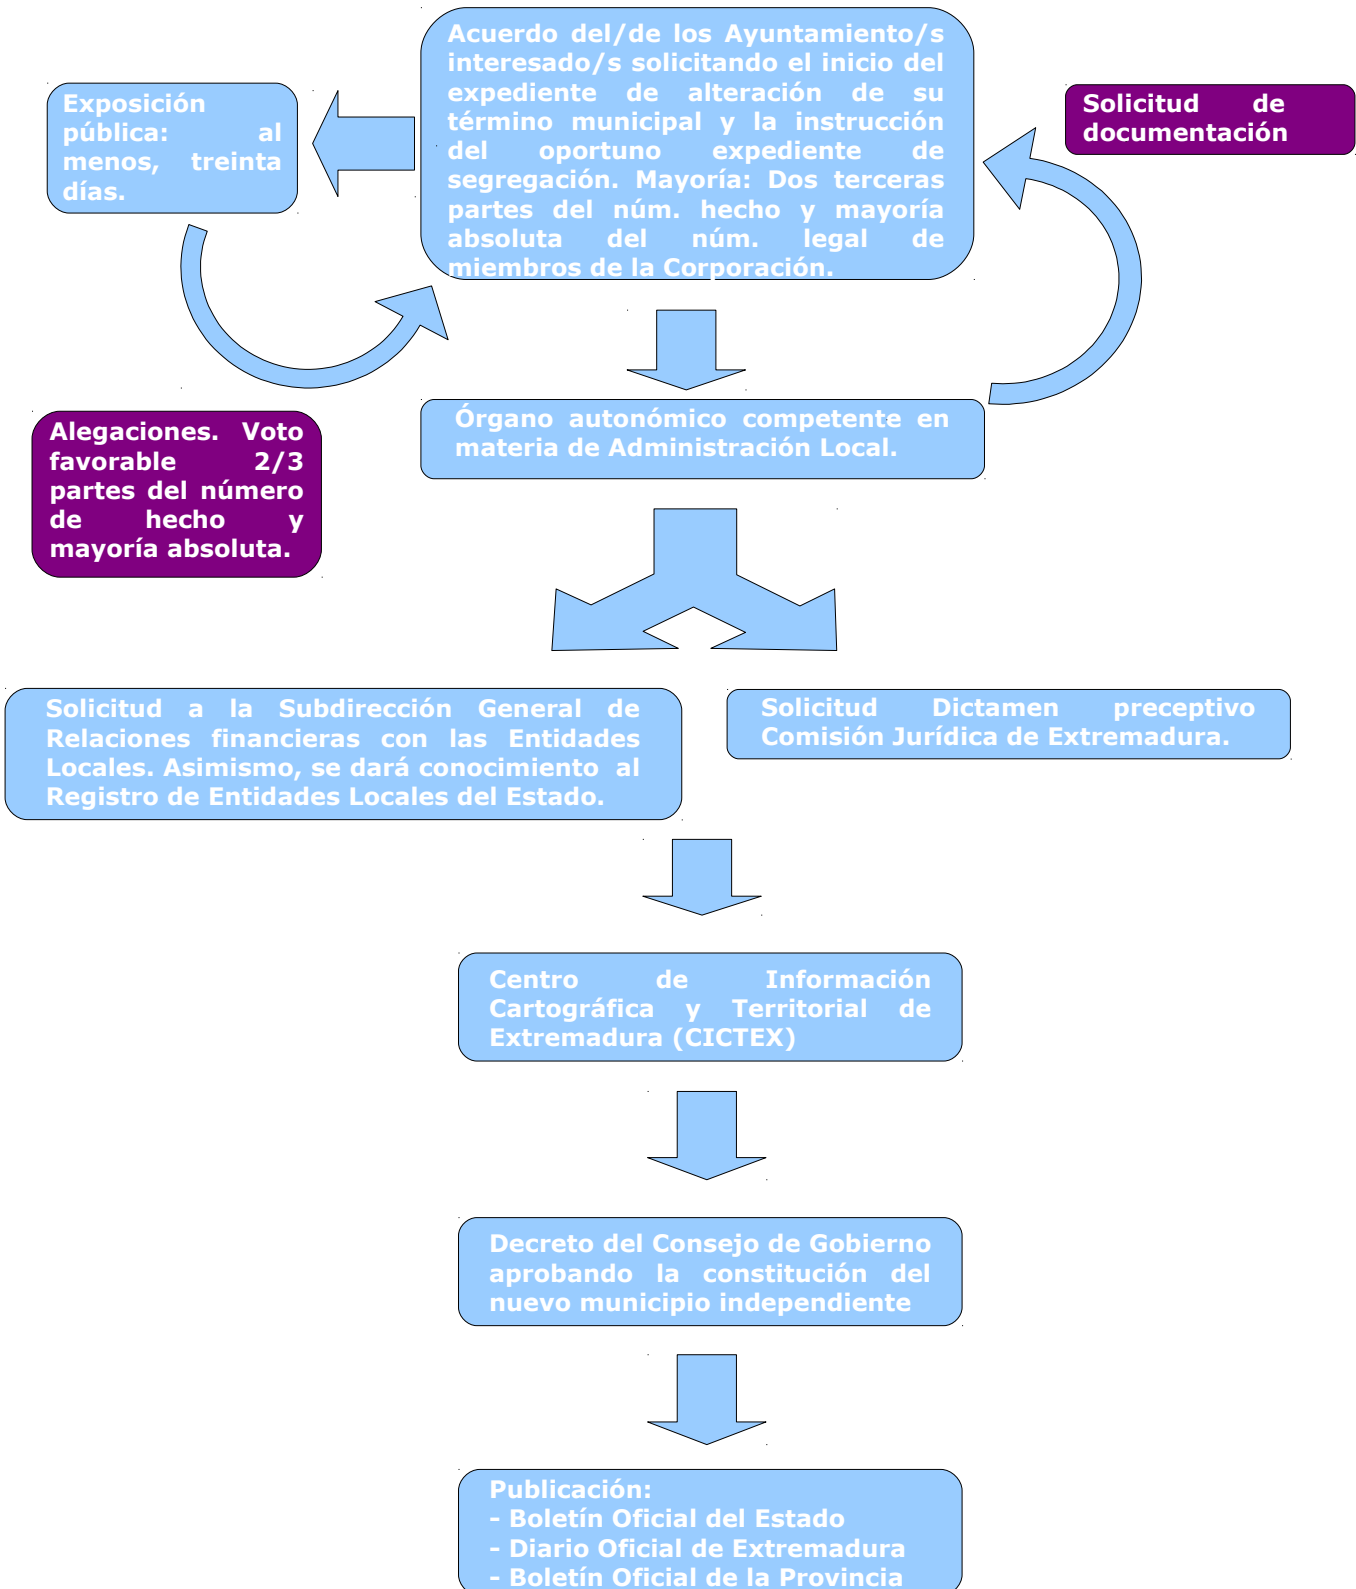 Acuerdo del/de los Ayuntamiento/s
interesado/s solicitando el inicio del
expediente de alteración de su
término municipal y la instrucción
del oportuno expediente de
segregación. Mayoría: Dos terceras
partes del núm. hecho y mayoría
absoluta del núm. legal de
miembros de la Corporación.
Exposición
pública: al
menos, treinta
días.
Solicitud de
documentación
Alegaciones. Voto
favorable 2/3
partes del número
de hecho y
mayoría absoluta.
Órgano autonómico competente en
materia de Administración Local.
Solicitud a la Subdirección General de
Relaciones financieras con las Entidades
Locales. Asimismo, se dará conocimiento al
Registro de Entidades Locales del Estado.
Solicitud Dictamen preceptivo
Comisión Jurídica de Extremadura.
Centro de Información
Cartográfica y Territorial de
Extremadura (CICTEX)
Decreto del Consejo de Gobierno
aprobando la constitución del
nuevo municipio independiente
Publicación:
- Boletín Oficial del Estado
- Diario Oficial de Extremadura
- Boletín Oficial de la Provincia